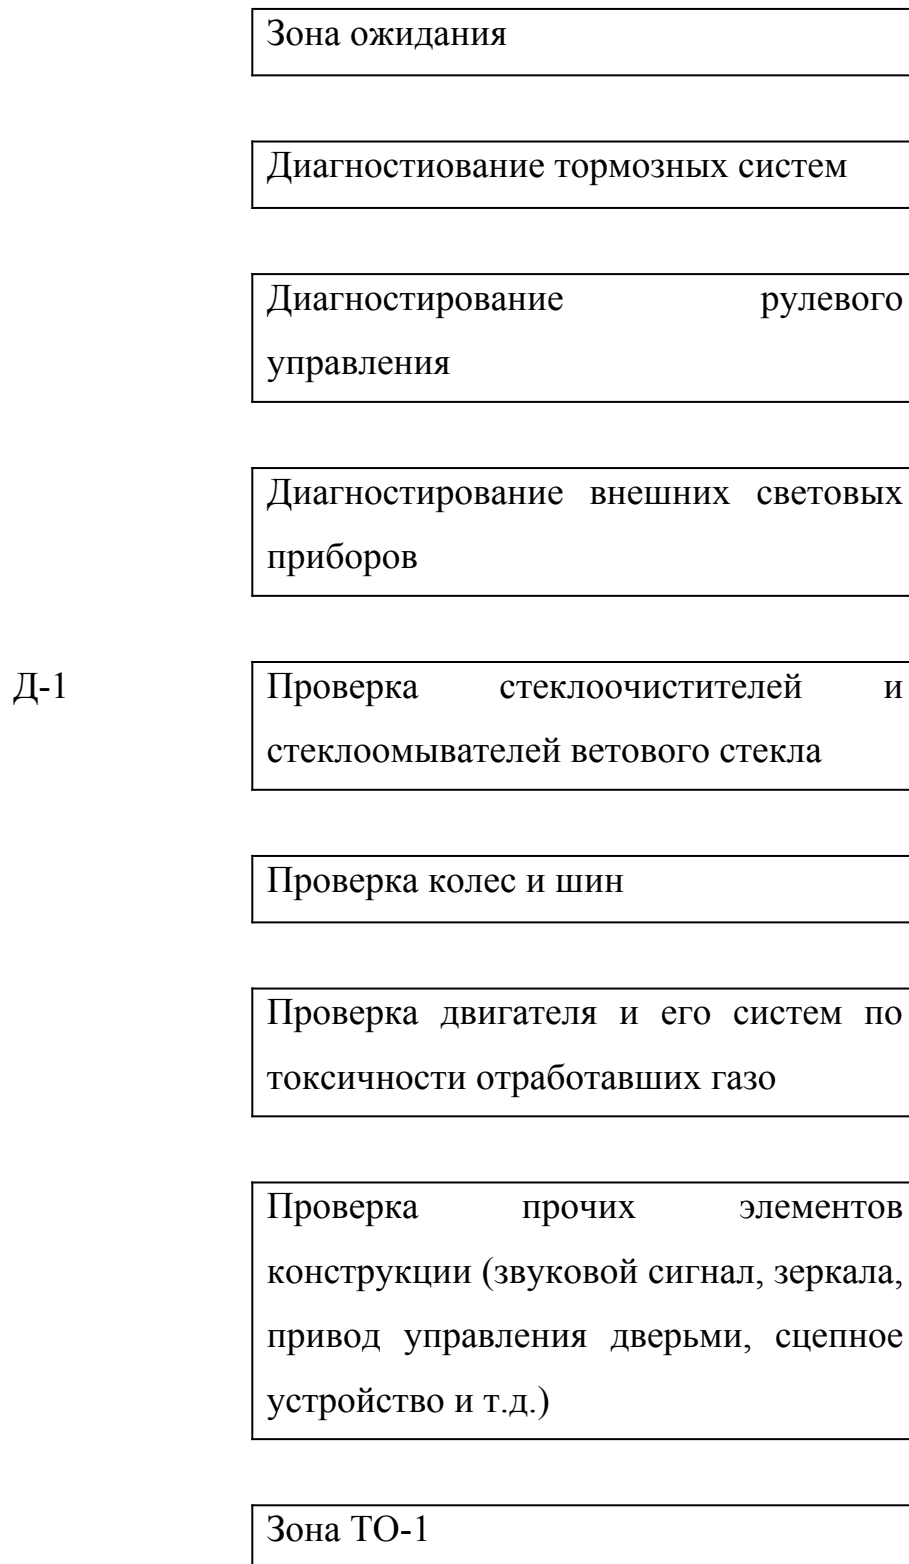 Зона ожидания
Диагностиование тормозных систем
Диагностирование рулевого
управления
Диагностирование внешних световых
приборов
Д-1 Проверка стеклоочистителей и
стеклоомывателей ветового стекла
Проверка колес и шин
Проверка двигателя и его систем по
токсичности отработавших газо
Проверка прочих элементов
конструкции (звуковой сигнал, зеркала,
привод управления дверьми, сцепное
устройство и т.д.)
Зона ТО-1